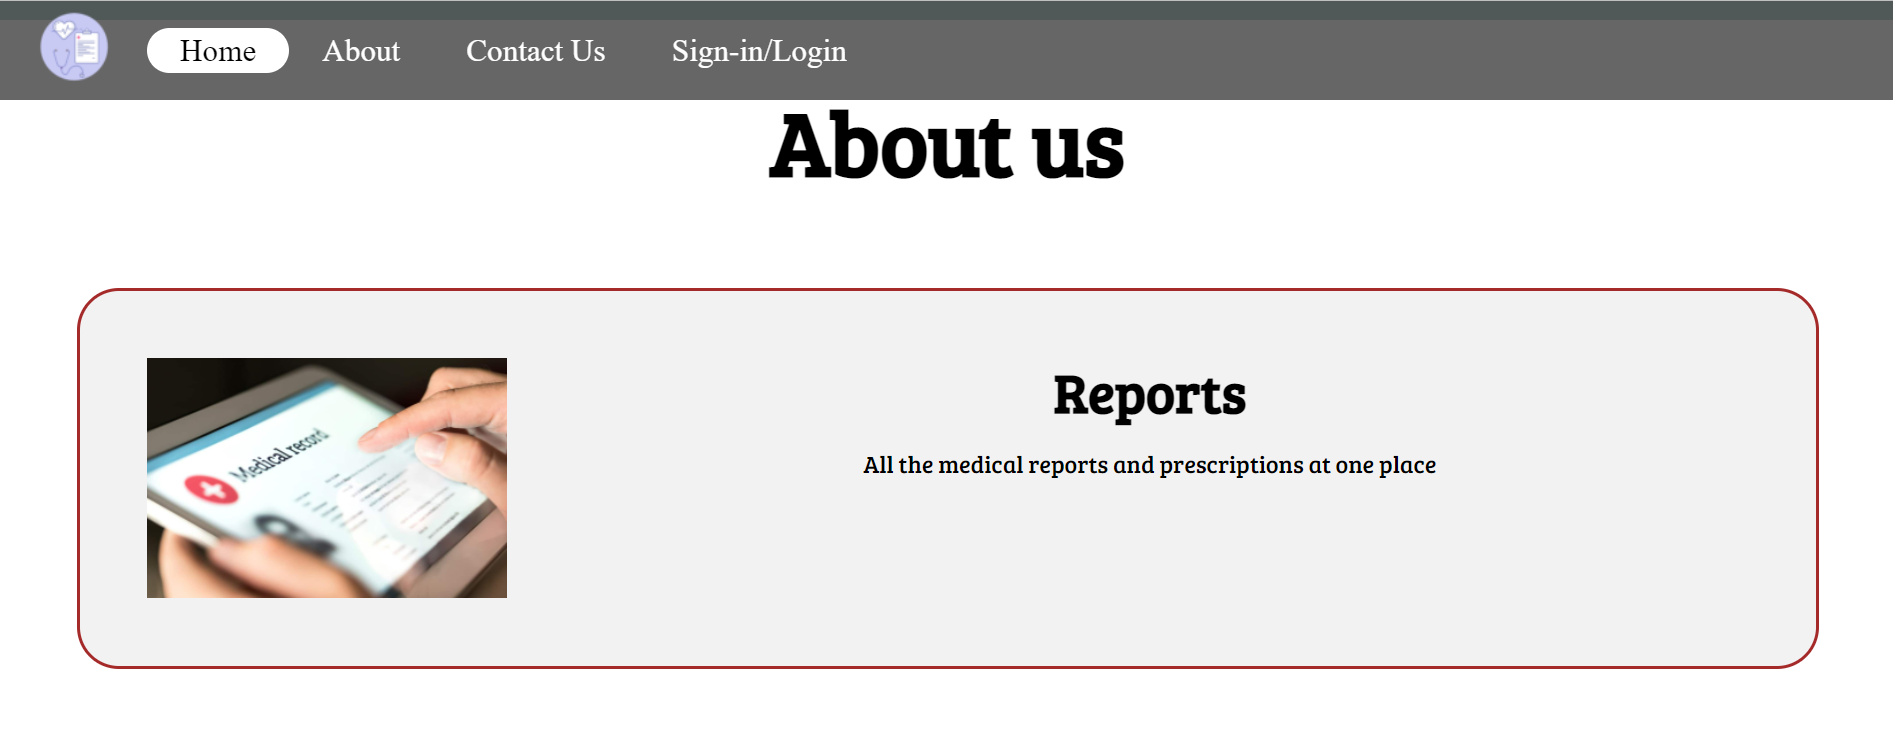 Home About Contact Us Sign-in/Login
About us
Medical record
Reports
All the medical reports and prescriptions at one place